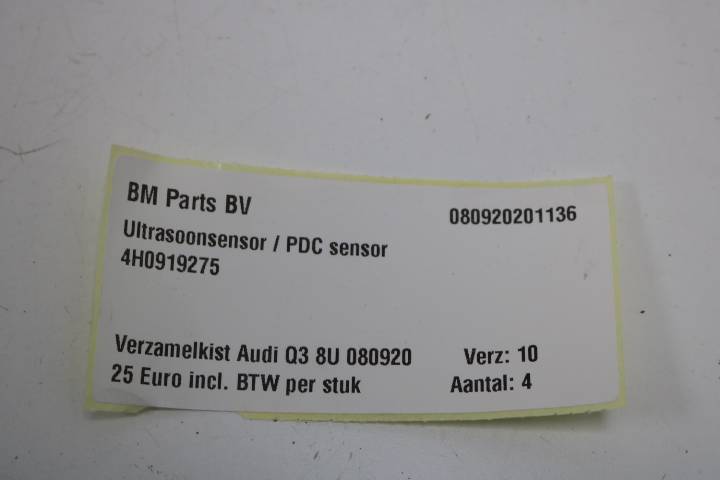 BM Parts BV
080920201136
Ultrasoonsensor / PDC sensor
4H0919275
Verzamelkist Audi Q3 8U 080920
Verz: 10
25 Euro incl. BTW per stuk
Aantal: 4